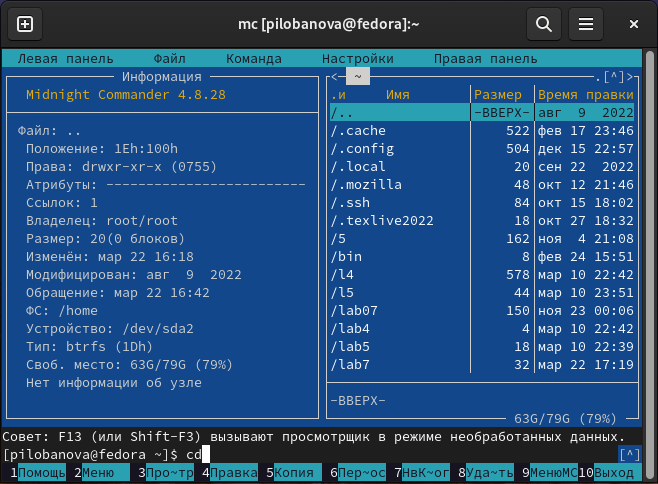 mc [pilobanova@fedora]:~
Левая панель Файл Команда Настройки Правая панель
Информация
Midnight Commander 4.8.28
Файл: ..
Положение: 1Eh:100h
Права: drwxr-xr-x (0755)
Атрибуты: -------------------------
Ссылок: 1
Владелец: root/root
Размер: 20(0 блоков)
Изменён: мар 22 16:18
Модифицирован: авг 9 2022
Обращение: мар 22 16:42
ФС: /home
Устройство: /dev/sda2
Тип: btrfs (1Dh)
Своб. место: 63G/79G (79%)
Нет информации об узле
<— ~ .[^]>
.и Имя Размер Время правки
/.. -ВВЕРХ- авг 9 2022
/.cache 522 фев 17 23:46
/.config 504 дек 15 22:57
/.local 20 сен 22 2022
/.mozilla 48 окт 12 21:46
/.ssh 84 окт 15 18:02
/.texlive2022 18 окт 27 18:32
/5 162 ноя 4 21:08
/bin 8 фев 24 15:51
/l4 578 мар 10 22:42
/l5 44 мар 10 23:51
/lab07 150 ноя 23 00:06
/lab4 4 мар 10 22:42
/lab5 18 мар 10 22:39
/lab7 32 мар 22 17:19
-ВВЕРХ-
63G/79G (79%)
Совет: F13 (или Shift-F3) вызывают просмотрщик в режиме необработанных данных.
[pilobanova@fedora ~]$ cd [^]
1Помощь 2Меню 3Про~тр 4Правка 5Копия 6Пер~ос 7НвК~ог 8Уда~ть 9МенюMC 10Выход